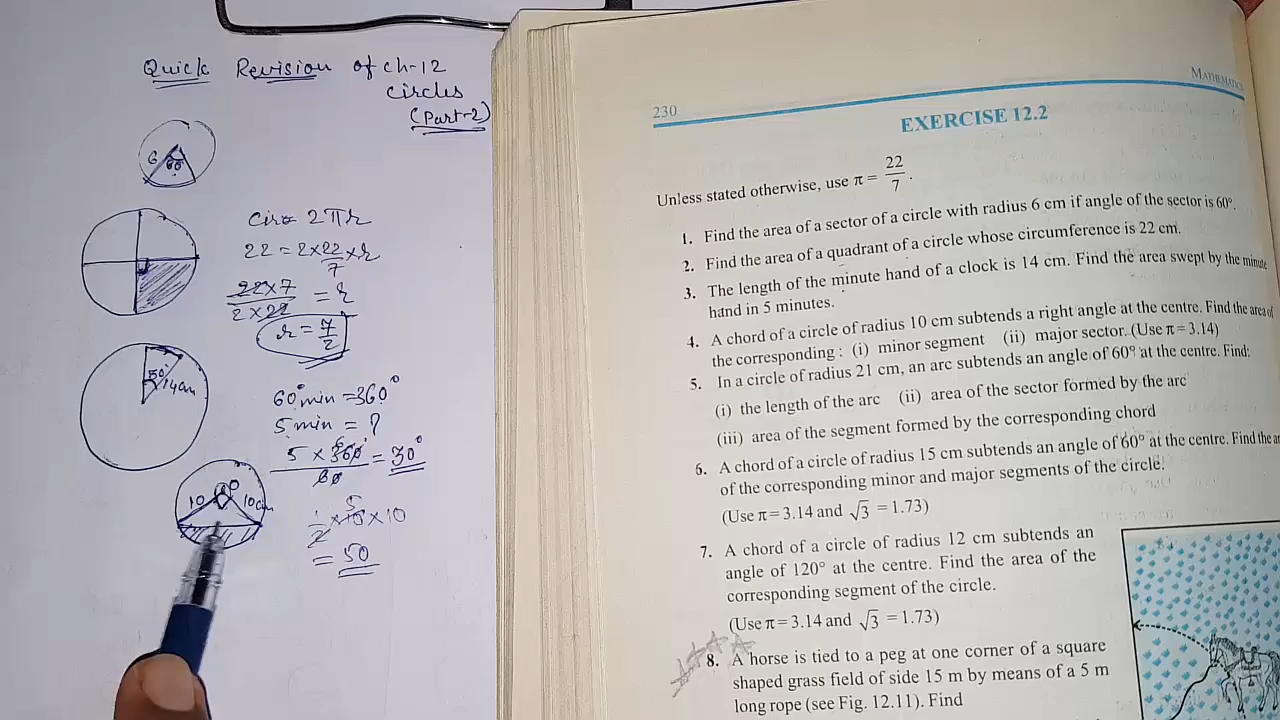 Quick Revision of ch-12
circles
(Part-2)
6
60°
Circ= 2πr
22 = 2×22/7×r
22×7/2×22 = r
r = 7/2
30°
14cm
60 min = 360°
5 min = ?
5 × 360/60 = 30°
10
10cm
1/2 × 10 × 10
= 50
MATHEMATICS
230
EXERCISE 12.2
Unless stated otherwise, use π = 22/7.
1. Find the area of a sector of a circle with radius 6 cm if angle of the sector is 60°.
2. Find the area of a quadrant of a circle whose circumference is 22 cm.
3. The length of the minute hand of a clock is 14 cm. Find the area swept by the minute
hand in 5 minutes.
4. A chord of a circle of radius 10 cm subtends a right angle at the centre. Find the area of
the corresponding : (i) minor segment (ii) major sector. (Use π = 3.14)
5. In a circle of radius 21 cm, an arc subtends an angle of 60° at the centre. Find:
(i) the length of the arc (ii) area of the sector formed by the arc
(iii) area of the segment formed by the corresponding chord
6. A chord of a circle of radius 15 cm subtends an angle of 60° at the centre. Find the
of the corresponding minor and major segments of the circle.
(Use π = 3.14 and √3 = 1.73)
7. A chord of a circle of radius 12 cm subtends an
angle of 120° at the centre. Find the area of the
corresponding segment of the circle.
(Use π = 3.14 and √3 = 1.73)
8. A horse is tied to a peg at one corner of a square
shaped grass field of side 15 m by means of a 5 m
long rope (see Fig. 12.11). Find